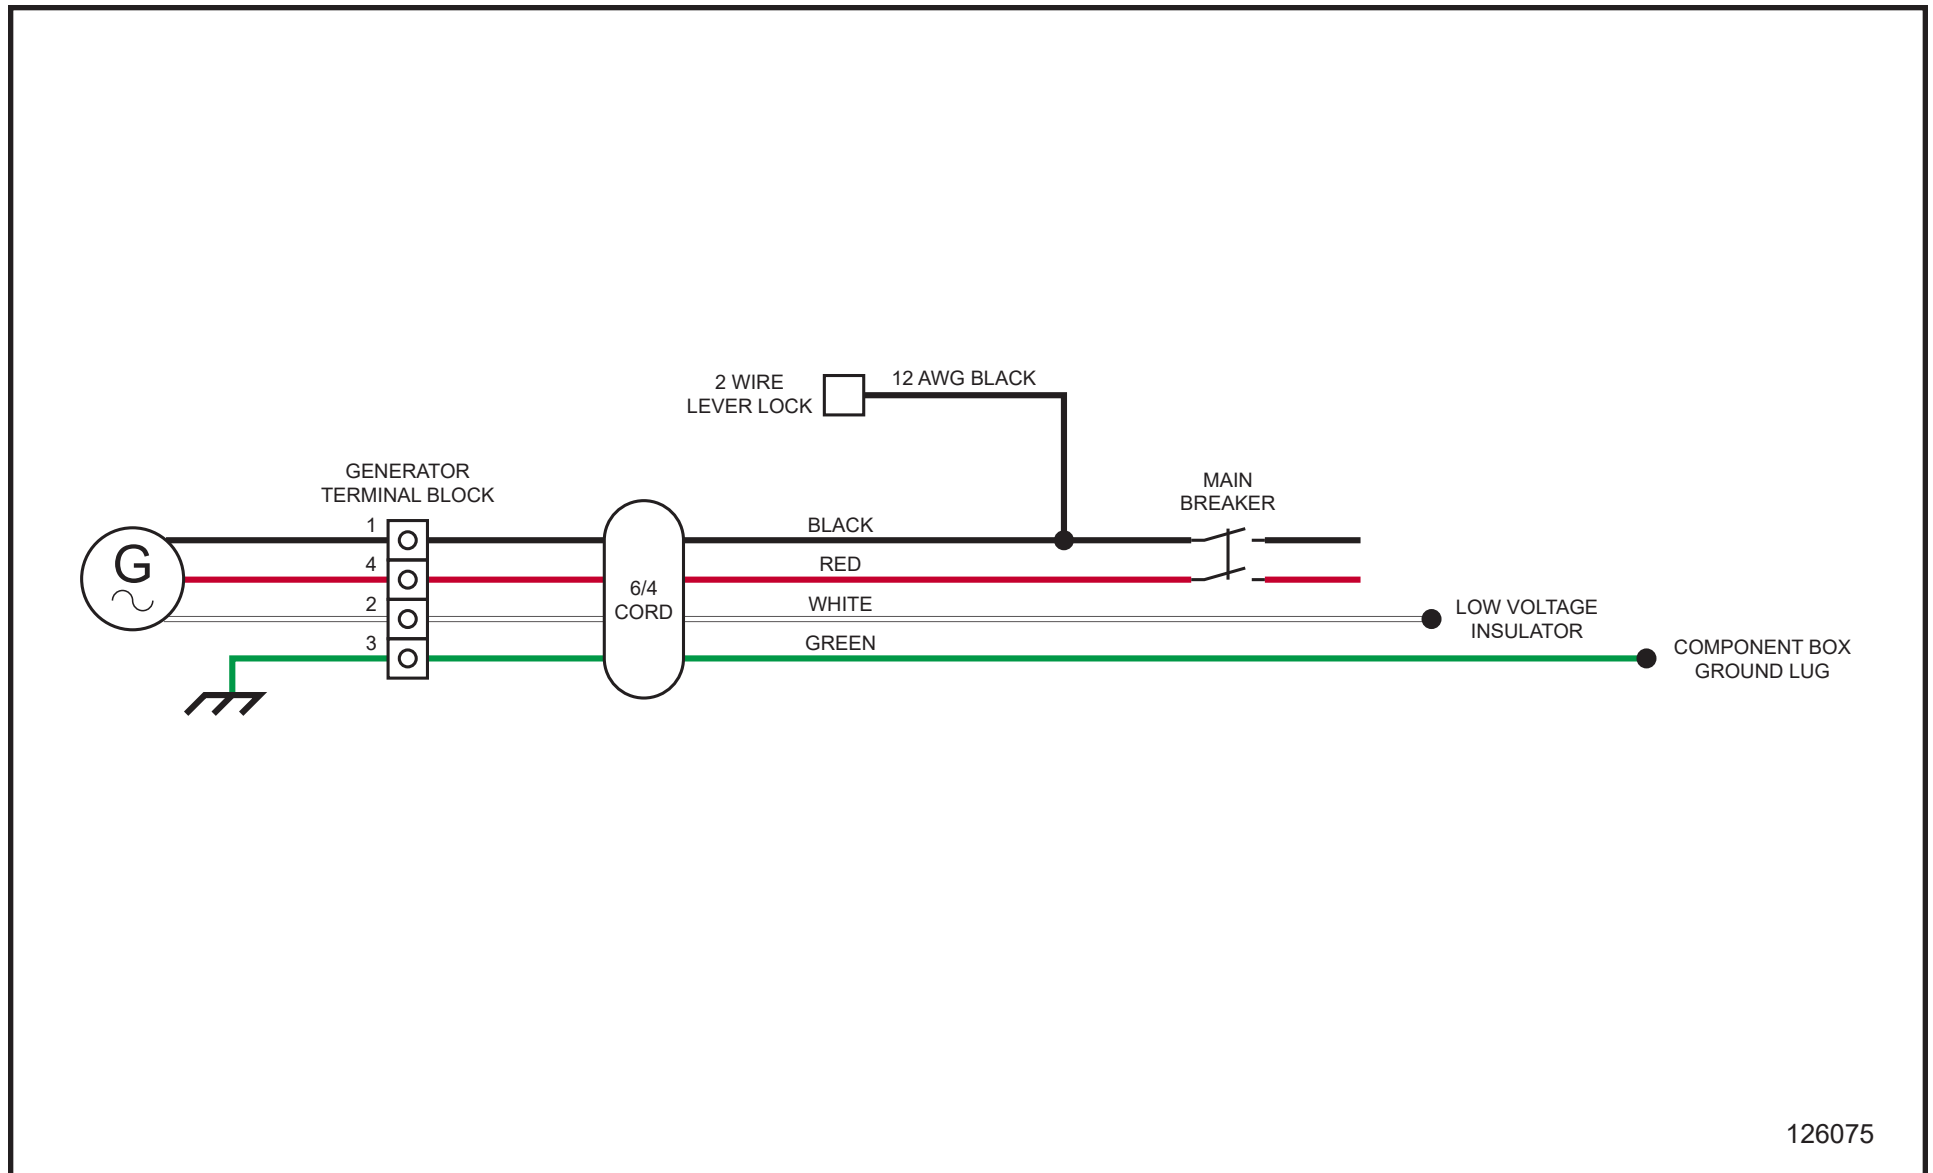 2 WIRE
LEVER LOCK
12 AWG BLACK
GENERATOR
TERMINAL BLOCK
MAIN
BREAKER
1
BLACK
G
4
RED
6/4
CORD
2
WHITE
LOW VOLTAGE
INSULATOR
3
GREEN
COMPONENT BOX
GROUND LUG
126075